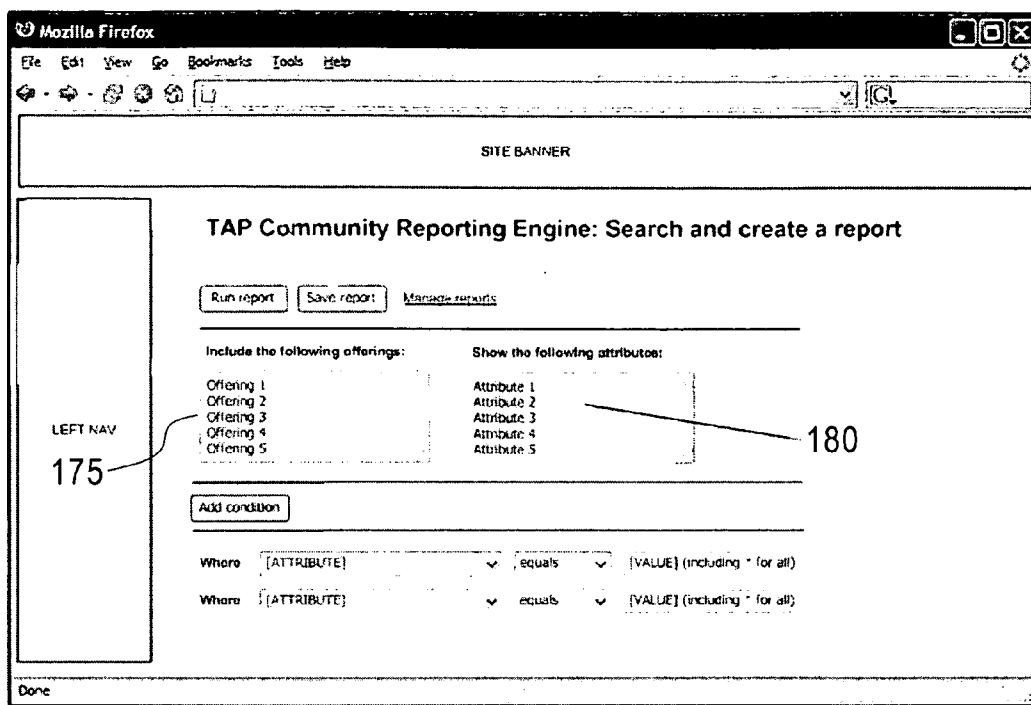 Mozilla Firefox
File Edit View Go Bookmarks Tools Help
G
SITE BANNER
LEFT NAV
TAP Community Reporting Engine: Search and create a report
Run report Save report Manage reports
Include the following offerings: Show the following attributes:
Offering 1 Attribute 1
Offering 2 Attribute 2
Offering 3 Attribute 3
Offering 4 Attribute 4
Offering 5 Attribute 5
175 180
Add condition
Where [ATTRIBUTE] equals [VALUE] (including * for all)
Where [ATTRIBUTE] equals [VALUE] (including * for all)
Done